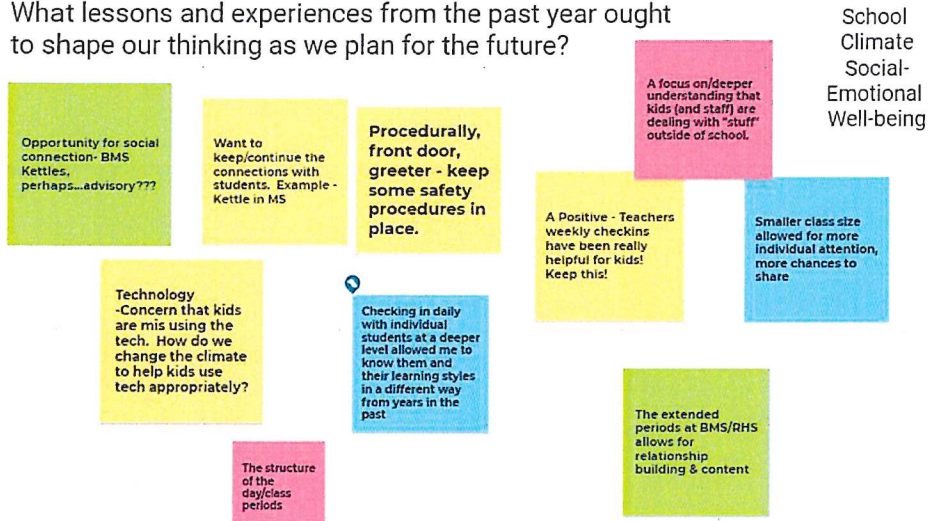 What lessons and experiences from the past year ought
to shape our thinking as we plan for the future?
School
Climate
Social-
Emotional
Well-being
Opportunity for social
connection- BMS
Kettles,
perhaps...advisory???
Want to
keep/continue the
connections with
students. Example -
Kettle in MS
Procedurally,
front door,
greeter - keep
some safety
procedures in
place.
A focus on/deeper
understanding that
kids (and staff) are
dealing with "stuff"
outside of school.
A Positive - Teachers
weekly checkins
have been really
helpful for kids!
Keep this!
Smaller class size
allowed for more
individual attention,
more chances to
share
Technology
-Concern that kids
are mis using the
tech. How do we
change the climate
to help kids use
tech appropriately?
Checking in daily
with individual
students at a deeper
level allowed me to
know them and
their learning styles
in a different way
from years in the
past
The extended
periods at BMS/RHS
allows for
relationship
building & content
The structure
of the
day/class
periods